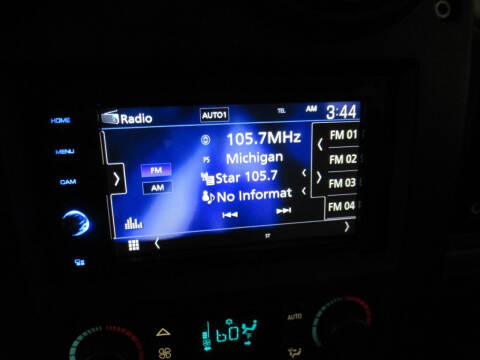 HOME
Radio
AUTO1
TEL
AM 3:44
MENU
CAM
FM
AM
105.7MHz
PS Michigan
Star 105.7
No Informat
FM 01
FM 02
FM 03
FM 04
ST
60
AUTO